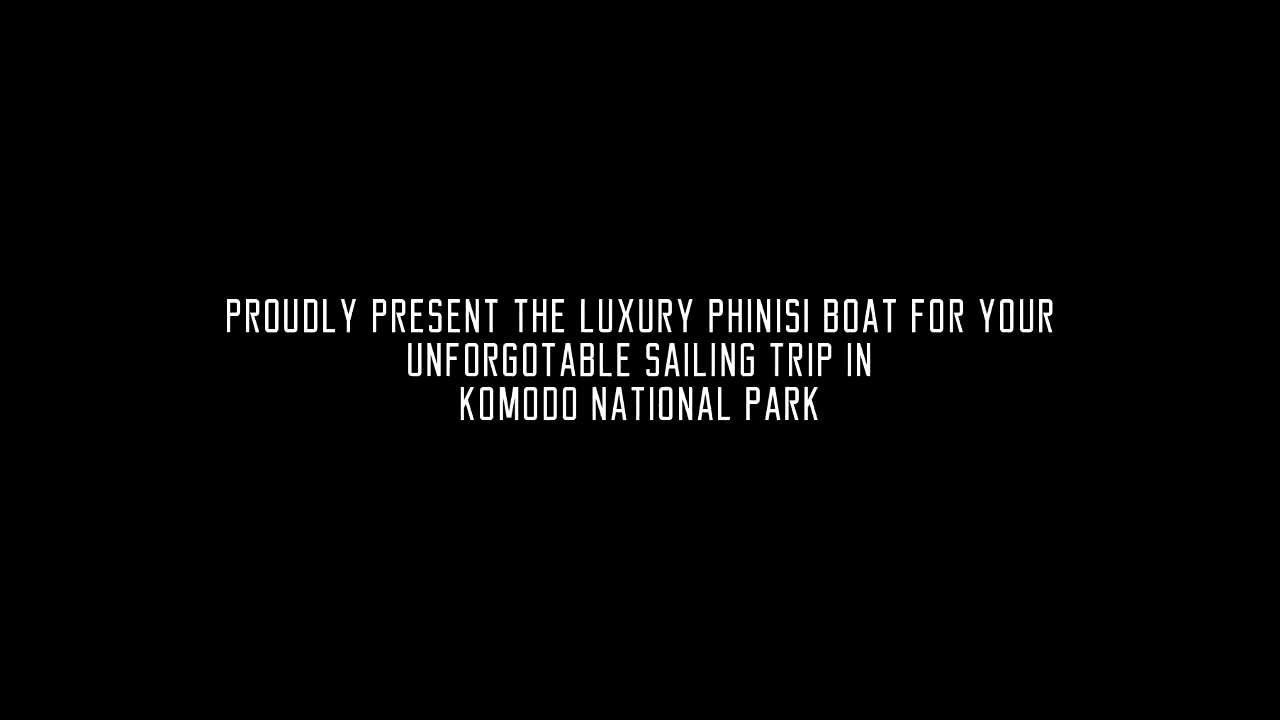 PROUDLY PRESENT THE LUXURY PHINISI BOAT FOR YOUR
UNFORGOTABLE SAILING TRIP IN
KOMODO NATIONAL PARK